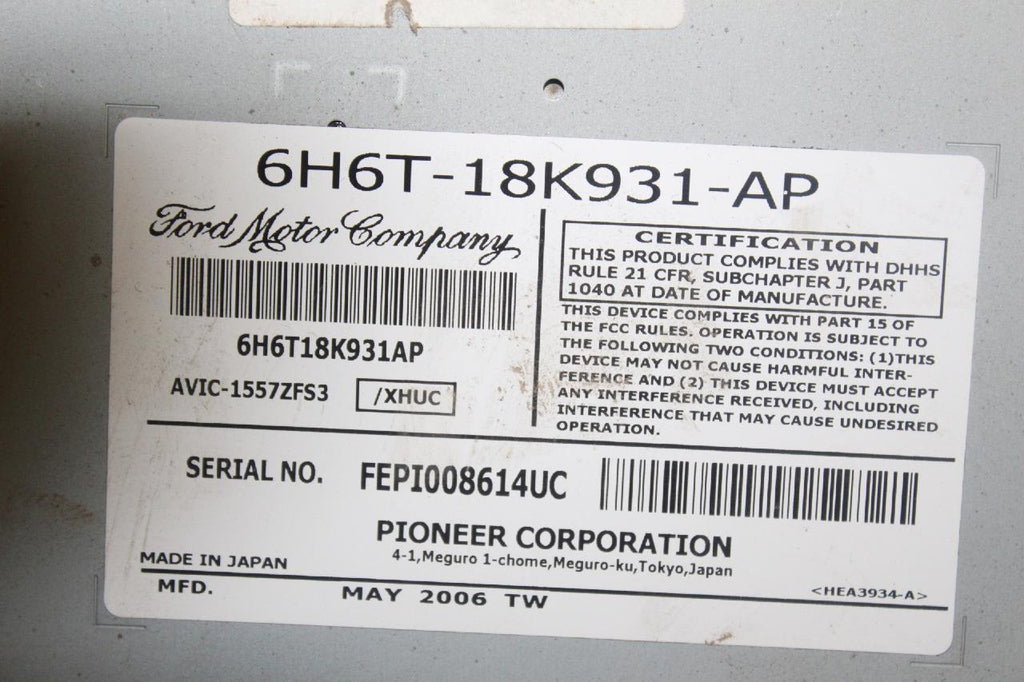 6H6T-18K931-AP
Ford Motor Company
6H6T18K931AP
AVIC-1557ZFS3 /XHUC
CERTIFICATION
THIS PRODUCT COMPLIES WITH DHHS
RULE 21 CFR, SUBCHAPTER J, PART
1040 AT DATE OF MANUFACTURE.
THIS DEVICE COMPLIES WITH PART 15 OF
THE FCC RULES. OPERATION IS SUBJECT TO
THE FOLLOWING TWO CONDITIONS: (1)THIS
DEVICE MAY NOT CAUSE HARMFUL INTER-
FERENCE AND (2) THIS DEVICE MUST ACCEPT
ANY INTERFERENCE RECEIVED, INCLUDING
INTERFERENCE THAT MAY CAUSE UNDESIRED
OPERATION.
SERIAL NO. FEPI008614UC
PIONEER CORPORATION
4-1,Meguro 1-chome,Meguro-ku,Tokyo,Japan
MADE IN JAPAN
<HEA3934-A>
MFD. MAY 2006 TW